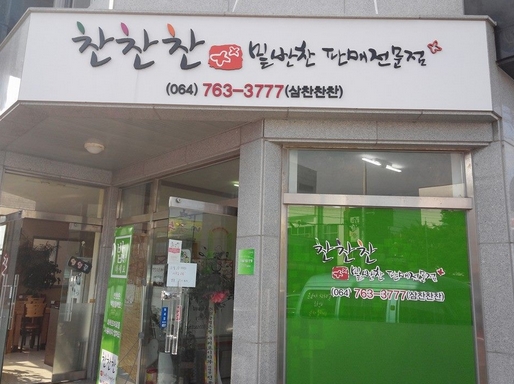 찬찬찬 밑반찬 판매전문점
(064) 763-3777(삼찬찬찬)
찬찬찬
밑반찬 판매전문점
(064) 763-3777(삼찬찬찬)